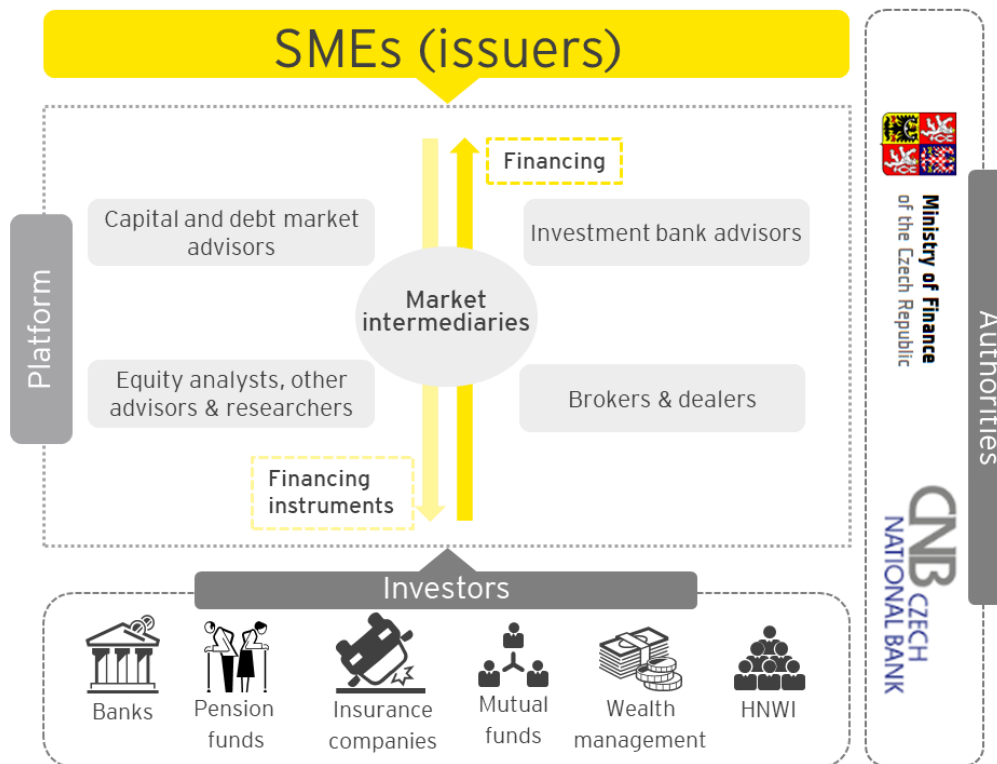 SMEs (issuers)
Financing
Capital and debt market
advisors
Investment bank advisors
Market
intermediaries
Equity analysts, other
advisors & researchers
Brokers & dealers
Financing
instruments
Platform
Investors
Banks
Pension
funds
Insurance
companies
Mutual
funds
Wealth
management
HNWI
Ministry of Finance
of the Czech Republic
CNB CZECH
NATIONAL BANK
Authorities